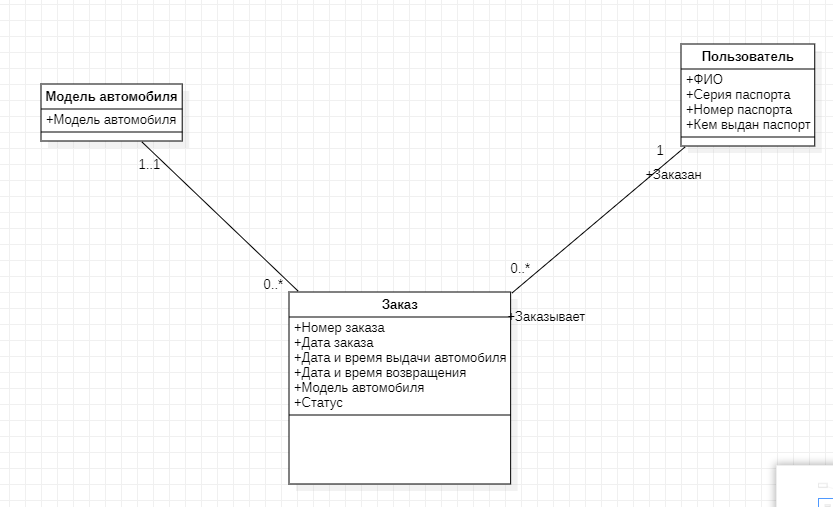 Модель автомобиля
+Модель автомобиля
1..1
0..*
Пользователь
+ФИО
+Серия паспорта
+Номер паспорта
+Кем выдан паспорт
1
+Заказан
0..*
+Заказывает
Заказ
+Номер заказа
+Дата заказа
+Дата и время выдачи автомобиля
+Дата и время возвращения
+Модель автомобиля
+Статус